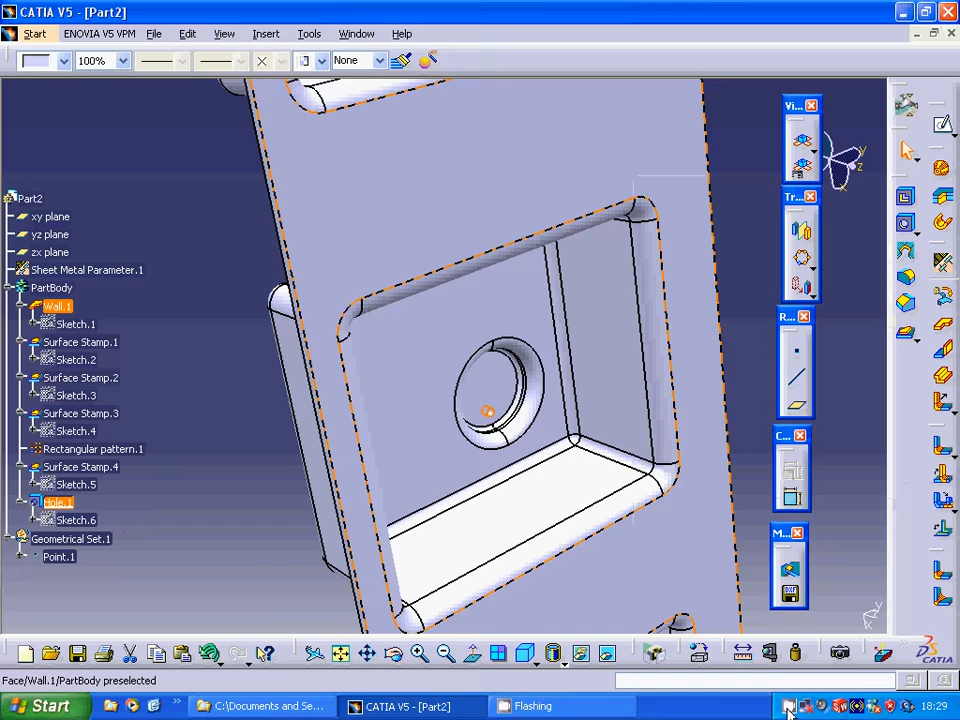 CATIA V5 - [Part2]
Start ENOVIA V5 VPM File Edit View Insert Tools Window Help
100% None
Vi...
Tr...
R...
C...
M...
Y
Z
X
Part2
xy plane
yz plane
zx plane
Sheet Metal Parameter.1
PartBody
Wall.1
Sketch.1
Surface Stamp.1
Sketch.2
Surface Stamp.2
Sketch.3
Surface Stamp.3
Sketch.4
Rectangular pattern.1
Surface Stamp.4
Sketch.5
Hole.1
Sketch.6
Geometrical Set.1
Point.1
CATIA
Face/Wall.1/PartBody preselected
Start C:\Documents and Se... CATIA V5 - [Part2] Flashing 18:29